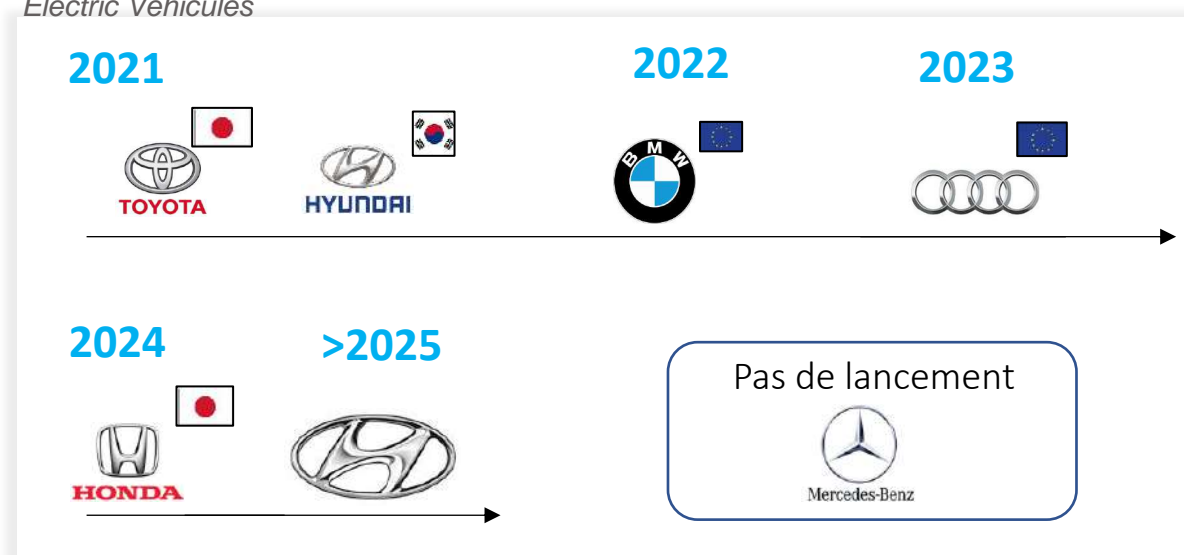 Electric Vehicules
2021
2022
2023
TOYOTA
HYUNDAI
BMW
2024
>2025
Pas de lancement
HONDA
Mercedes-Benz